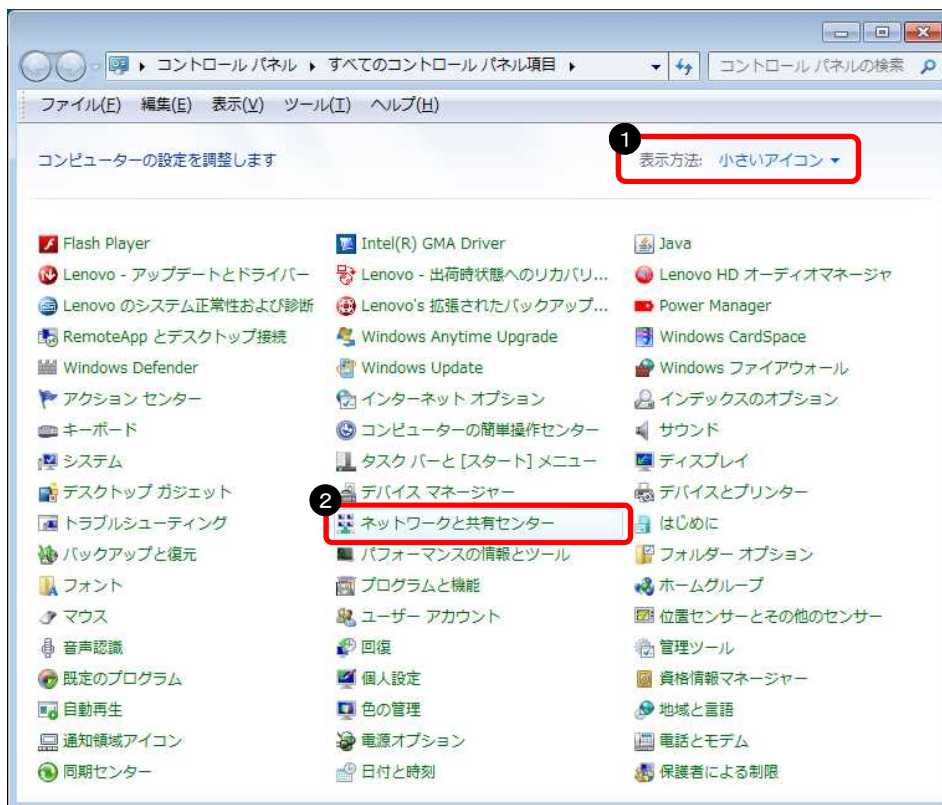 コントロール パネル ▸ すべてのコントロール パネル項目 ▸ コントロール パネルの検索
ファイル(F) 編集(E) 表示(V) ツール(T) ヘルプ(H)
1
コンピューターの設定を調整します 表示方法: 小さいアイコン
Flash Player Intel(R) GMA Driver Java
Lenovo - アップデートとドライバー Lenovo - 出荷時状態へのリカバリ... Lenovo HD オーディオマネージャ
Lenovo のシステム正常性および診断 Lenovo's 拡張されたバックアップ... Power Manager
RemoteApp とデスクトップ接続 Windows Anytime Upgrade Windows CardSpace
Windows Defender Windows Update Windows ファイアウォール
アクション センター インターネット オプション インデックスのオプション
キーボード コンピューターの簡単操作センター サウンド
システム タスク バーと [スタート] メニュー ディスプレイ
デスクトップ ガジェット デバイス マネージャー デバイスとプリンター
2
トラブルシューティング ネットワークと共有センター はじめに
バックアップと復元 パフォーマンスの情報とツール フォルダー オプション
フォント プログラムと機能 ホームグループ
マウス ユーザー アカウント 位置センサーとその他のセンサー
音声認識 回復 管理ツール
既定のプログラム 個人設定 資格情報マネージャー
自動再生 色の管理 地域と言語
通知領域アイコン 電源オプション 電話とモデム
同期センター 日付と時刻 保護者による制限